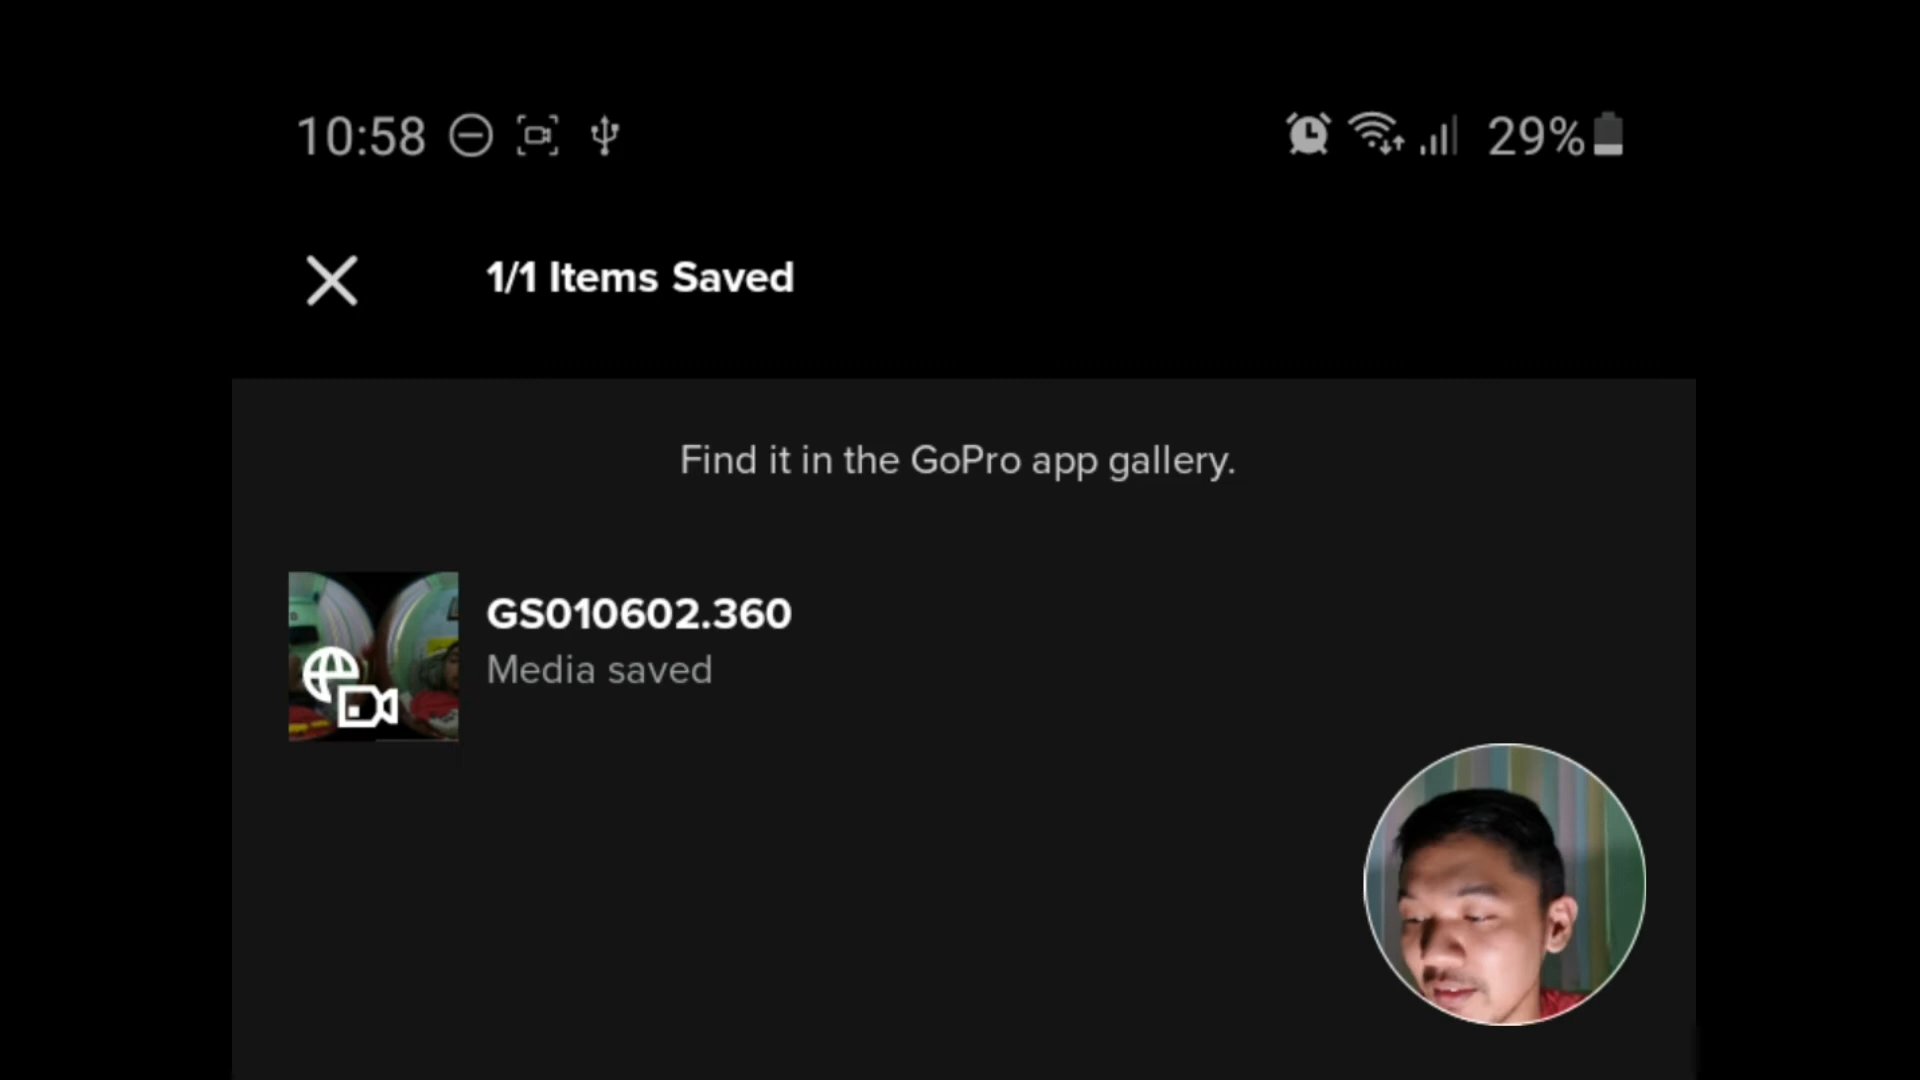 10:58 29%
1/1 Items Saved
Find it in the GoPro app gallery.
GS010602.360
Media saved